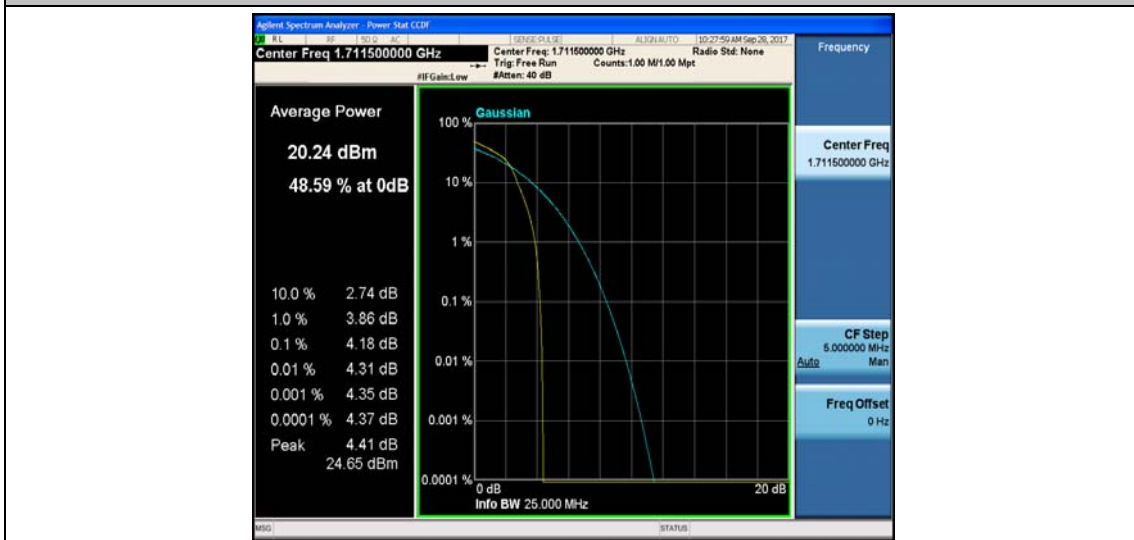 Agilent Spectrum Analyzer - Power Stat CCDF
RL RF 50 Ω AC SENSE:PULSE ALIGN AUTO 10:27:59 AM Sep 28, 2017
Center Freq 1.711500000 GHz
Center Freq: 1.711500000 GHz Radio Std: None
Trig: Free Run Counts:1.00 M/1.00 Mpt
#IFGain:Low #Atten: 40 dB
Frequency
Average Power
20.24 dBm
48.59 % at 0dB
10.0 % 2.74 dB
1.0 % 3.86 dB
0.1 % 4.18 dB
0.01 % 4.31 dB
0.001 % 4.35 dB
0.0001 % 4.37 dB
Peak 4.41 dB
24.65 dBm
Gaussian
100 %
10 %
1 %
0.1 %
0.01 %
0.001 %
0.0001 %
0 dB 20 dB
Info BW 25.000 MHz
Center Freq
1.711500000 GHz
CF Step
5.000000 MHz
Auto Man
Freq Offset
0 Hz
MSG STATUS